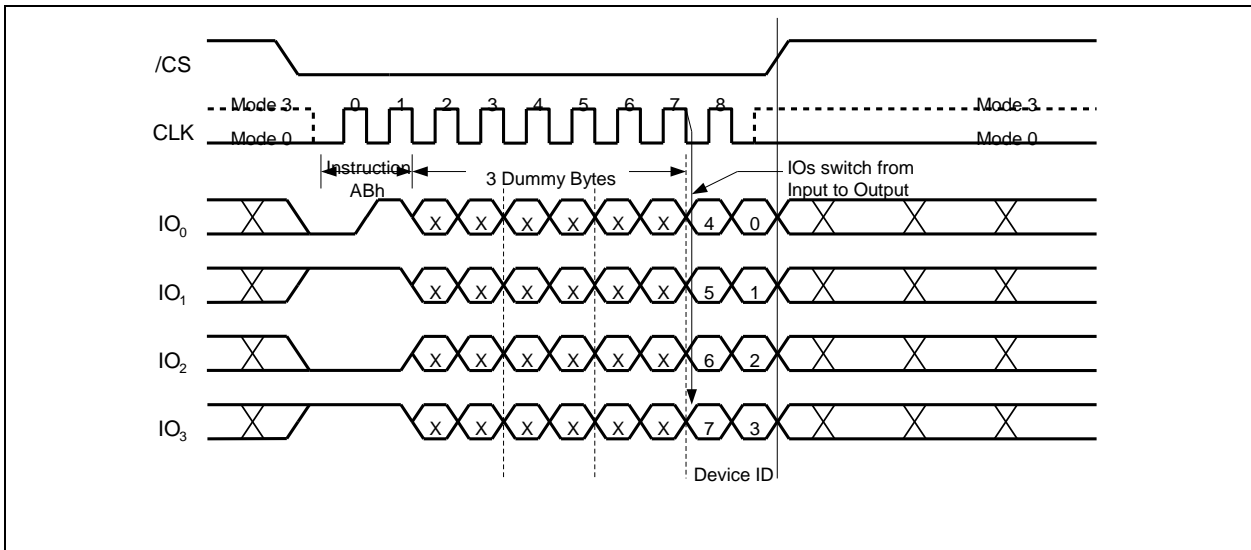 /CS
Mode 3 0 1 2 3 4 5 6 7 8 Mode 3
CLK Mode 0 Mode 0
Instruction
ABh
3 Dummy Bytes
IOs switch from
Input to Output
IO0 X X X X X X 4 0
IO1 X X X X X X 5 1
IO2 X X X X X X 6 2
IO3 X X X X X X 7 3
Device ID